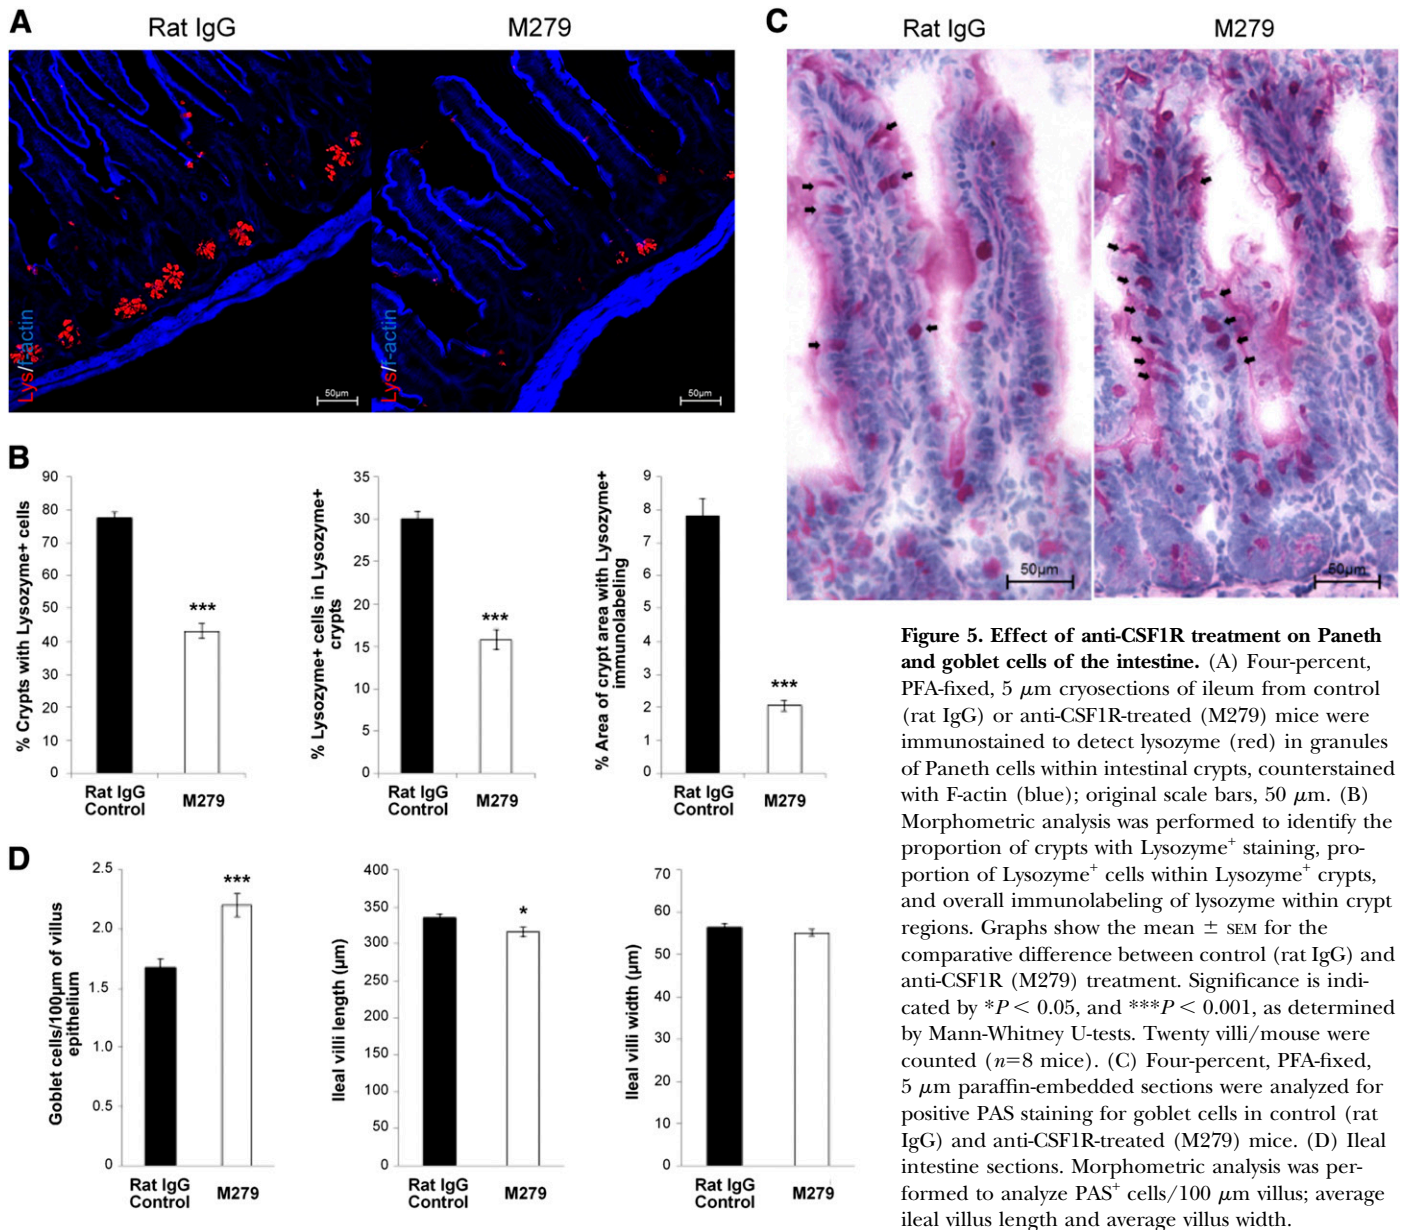 A
Rat IgG
M279
Lys/f-actin
50µm
Lys/f-actin
50µm
B
% Crypts with Lysozyme+ cells
90
80
70
60
50
40
30
20
10
0
***
Rat IgG
Control
M279
% Lysozyme+ cells in Lysozyme+
crypts
35
30
25
20
15
10
5
0
***
Rat IgG
Control
M279
% Area of crypt area with Lysozyme+
immunolabeling
9
8
7
6
5
4
3
2
1
0
***
Rat IgG
Control
M279
C
Rat IgG
M279
50µm
50µm
D
Goblet cells/100µm of villus
epithelium
2.5
2.0
1.5
1.0
0.5
0
***
Rat IgG
Control
M279
Ileal villi length (µm)
400
350
300
250
200
150
100
50
0
*
Rat IgG
Control
M279
Ileal villi width (µm)
70
60
50
40
30
20
10
0
Rat IgG
Control
M279
Figure 5. Effect of anti-CSF1R treatment on Paneth
and goblet cells of the intestine. (A) Four-percent,
PFA-fixed, 5 µm cryosections of ileum from control
(rat IgG) or anti-CSF1R-treated (M279) mice were
immunostained to detect lysozyme (red) in granules
of Paneth cells within intestinal crypts, counterstained
with F-actin (blue); original scale bars, 50 µm. (B)
Morphometric analysis was performed to identify the
proportion of crypts with Lysozyme⁺ staining, pro-
portion of Lysozyme⁺ cells within Lysozyme⁺ crypts,
and overall immunolabeling of lysozyme within crypt
regions. Graphs show the mean ± SEM for the
comparative difference between control (rat IgG) and
anti-CSF1R (M279) treatment. Significance is indi-
cated by *P < 0.05, and ***P < 0.001, as determined
by Mann-Whitney U-tests. Twenty villi/mouse were
counted (n=8 mice). (C) Four-percent, PFA-fixed,
5 µm paraffin-embedded sections were analyzed for
positive PAS staining for goblet cells in control (rat
IgG) and anti-CSF1R-treated (M279) mice. (D) Ileal
intestine sections. Morphometric analysis was per-
formed to analyze PAS⁺ cells/100 µm villus; average
ileal villus length and average villus width.